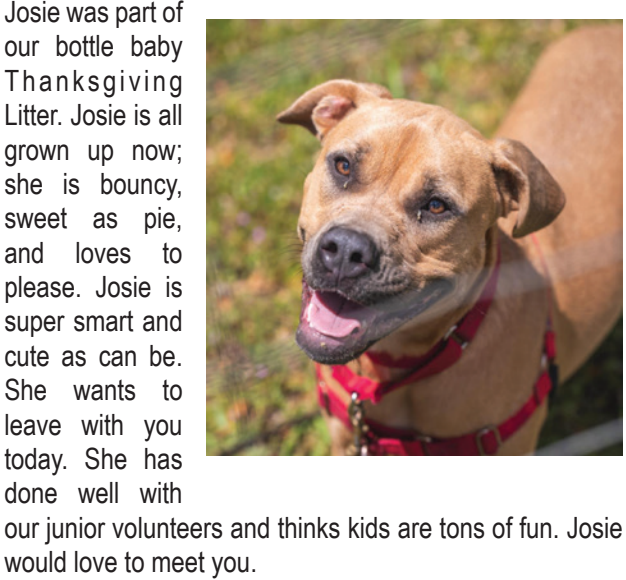 Josie was part of
our bottle baby
Thanksgiving
Litter. Josie is all
grown up now;
she is bouncy,
sweet as pie,
and loves to
please. Josie is
super smart and
cute as can be.
She wants to
leave with you
today. She has
done well with
our junior volunteers and thinks kids are tons of fun. Josie
would love to meet you.